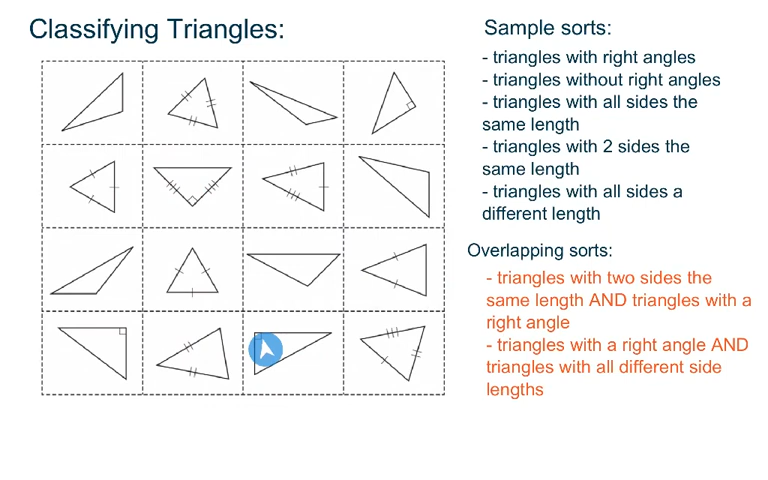 Classifying Triangles:
Sample sorts:
- triangles with right angles
- triangles without right angles
- triangles with all sides the
same length
- triangles with 2 sides the
same length
- triangles with all sides a
different length
Overlapping sorts:
- triangles with two sides the
same length AND triangles with a
right angle
- triangles with a right angle AND
triangles with all different side
lengths